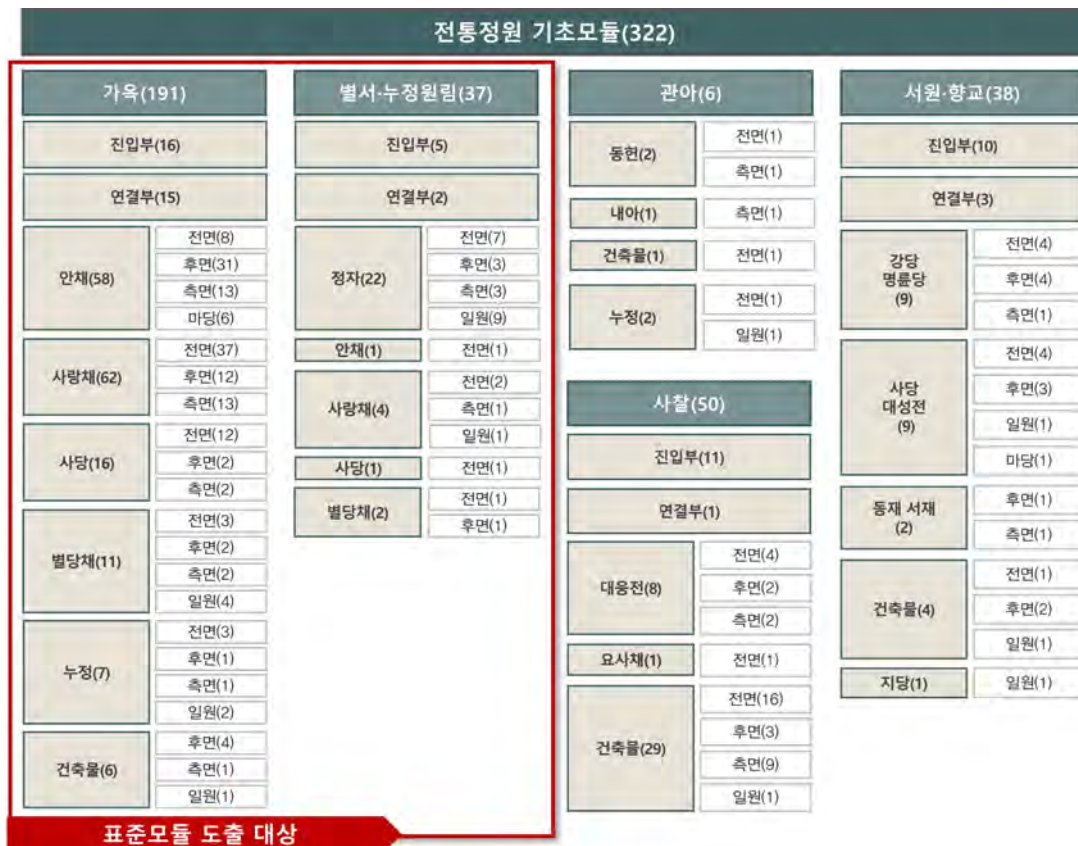 전통정원 기초모듈(322)
가옥(191)
진입부(16)
연결부(15)
안채(58)
전면(8)
후면(31)
측면(13)
마당(6)
사랑채(62)
전면(37)
후면(12)
측면(13)
사당(16)
전면(12)
후면(2)
측면(2)
별당채(11)
전면(3)
후면(2)
측면(2)
일원(4)
누정(7)
전면(3)
후면(1)
측면(1)
일원(2)
건축물(6)
후면(4)
측면(1)
일원(1)
별서·누정원림(37)
진입부(5)
연결부(2)
정자(22)
전면(7)
후면(3)
측면(3)
일원(9)
안채(1)
전면(1)
사랑채(4)
전면(2)
측면(1)
일원(1)
사당(1)
전면(1)
별당채(2)
전면(1)
후면(1)
표준모듈 도출 대상
관아(6)
동헌(2)
전면(1)
측면(1)
내아(1)
측면(1)
건축물(1)
전면(1)
누정(2)
전면(1)
일원(1)
사찰(50)
진입부(11)
연결부(1)
대웅전(8)
전면(4)
후면(2)
측면(2)
요사채(1)
전면(1)
건축물(29)
전면(16)
후면(3)
측면(9)
일원(1)
서원·향교(38)
진입부(10)
연결부(3)
강당
명륜당
(9)
전면(4)
후면(4)
측면(1)
사당
대성전
(9)
전면(4)
후면(3)
일원(1)
마당(1)
동재 서재
(2)
후면(1)
측면(1)
건축물(4)
전면(1)
후면(2)
일원(1)
지당(1)
일원(1)